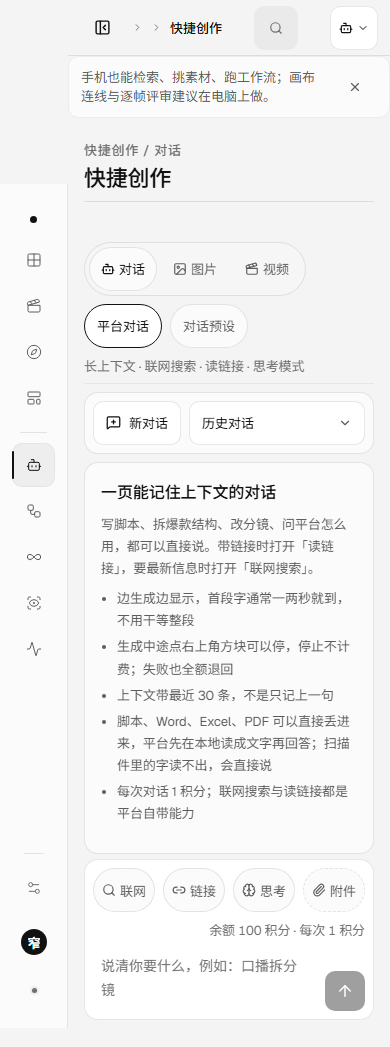 快捷创作
手机也能检索、挑素材、跑工作流；画布
连线与逐帧评审建议在电脑上做。
快捷创作 / 对话
快捷创作
对话
图片
视频
平台对话
对话预设
长上下文 · 联网搜索 · 读链接 · 思考模式
新对话
历史对话
一页能记住上下文的对话
写脚本、拆爆款结构、改分镜、问平台怎么
用，都可以直接说。带链接时打开「读链
接」，要最新信息时打开「联网搜索」。
• 边生成边显示，首段字通常一两秒就到，
不用干等整段
• 生成中途点右上角方块可以停，停止不计
费；失败也全额退回
• 上下文带最近 30 条，不是只记上一句
• 脚本、Word、Excel、PDF 可以直接丢进
来，平台先在本地读成文字再回答；扫描
件里的字读不出，会直接说
• 每次对话 1 积分；联网搜索与读链接都是
平台自带能力
联网
链接
思考
附件
余额 100 积分 · 每次 1 积分
说清你要什么，例如：口播拆分
镜
窄